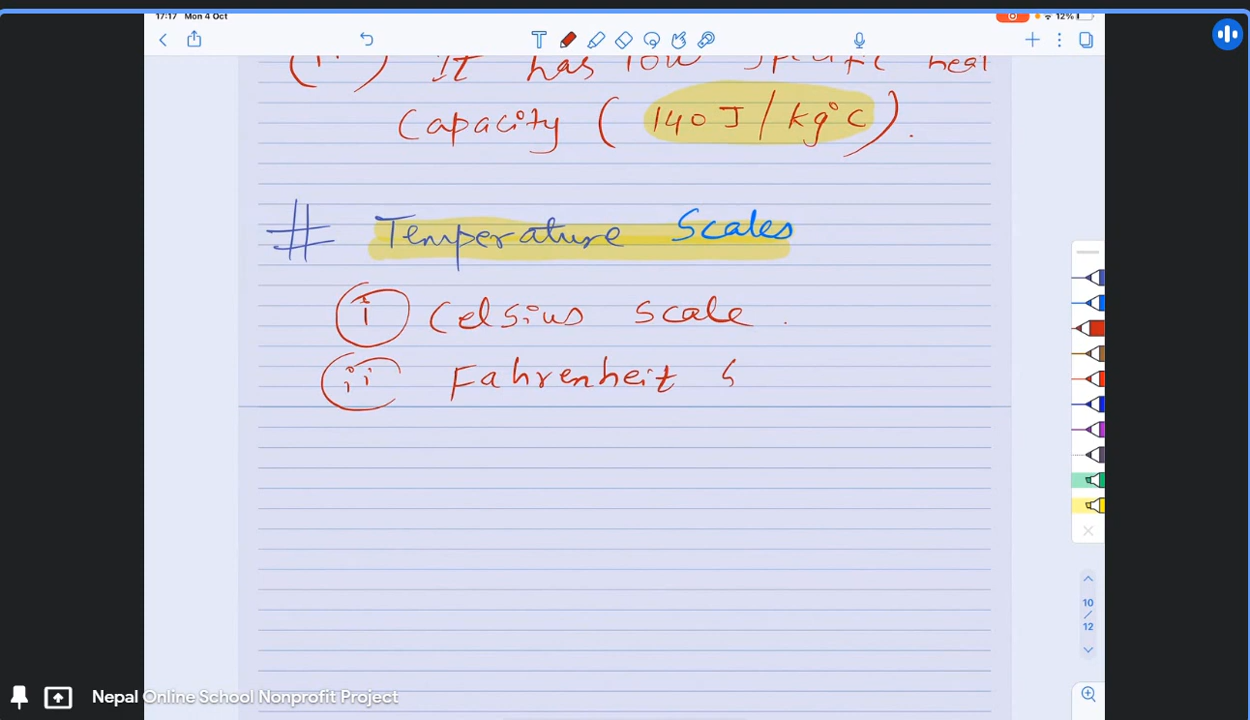 17:17 Mon 4 Oct
12%
It has low specific heat
Capacity ( 140 J / kg°C ) .
# Temperature Scales
i Celsius Scale .
ii Fahrenheit S
10
/
12
Nepal Online School Nonprofit Project